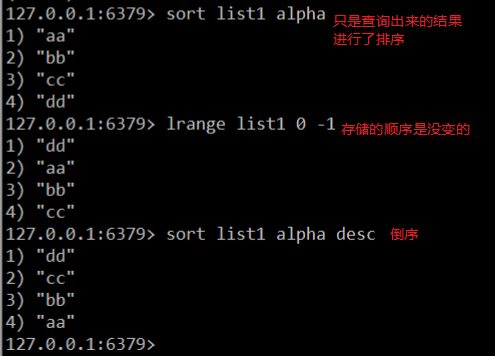 127.0.0.1:6379> sort list1 alpha 只是查询出来的结果
进行了排序
1) "aa"
2) "bb"
3) "cc"
4) "dd"
127.0.0.1:6379> lrange list1 0 -1 存储的顺序是没变的
1) "dd"
2) "aa"
3) "bb"
4) "cc"
127.0.0.1:6379> sort list1 alpha desc 倒序
1) "dd"
2) "cc"
3) "bb"
4) "aa"
127.0.0.1:6379>